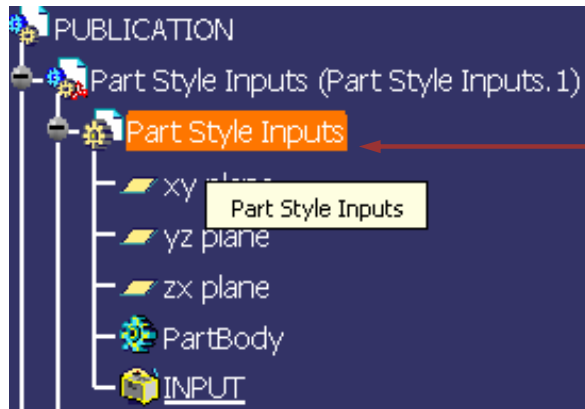 PUBLICATION
Part Style Inputs (Part Style Inputs.1)
Part Style Inputs
xy plane
Part Style Inputs
yz plane
zx plane
PartBody
INPUT